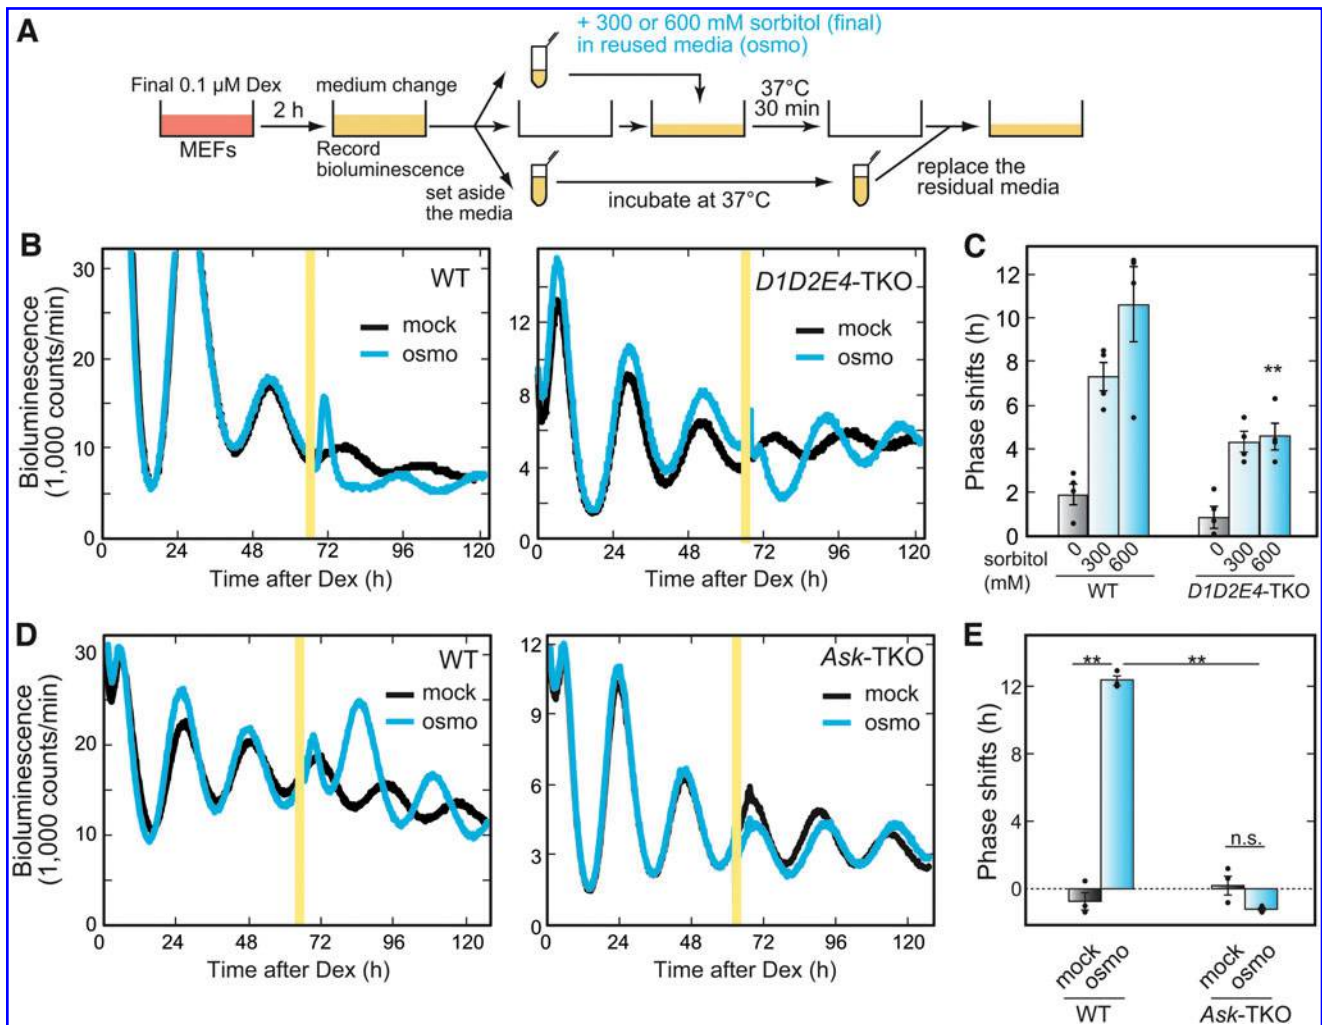 A
+ 300 or 600 mM sorbitol (final)
in reused media (osmo)
Final 0.1 µM Dex
medium change
2 h
37°C
30 min
MEFs
Record
bioluminescence
set aside
the media
incubate at 37°C
replace the
residual media
B
Bioluminescence
(1,000 counts/min)
30
20
10
0
WT
mock
osmo
0 24 48 72 96 120
Time after Dex (h)
12
8
4
0
D1D2E4-TKO
mock
osmo
0 24 48 72 96 120
Time after Dex (h)
C
Phase shifts (h)
12
10
8
6
4
2
0
**
sorbitol
(mM)
0 300 600
WT
0 300 600
D1D2E4-TKO
D
Bioluminescence
(1,000 counts/min)
30
20
10
0
WT
mock
osmo
0 24 48 72 96 120
Time after Dex (h)
12
9
6
3
0
Ask-TKO
mock
osmo
0 24 48 72 96 120
Time after Dex (h)
E
Phase shifts (h)
12
8
4
0
** **
n.s.
mock osmo
WT
mock osmo
Ask-TKO